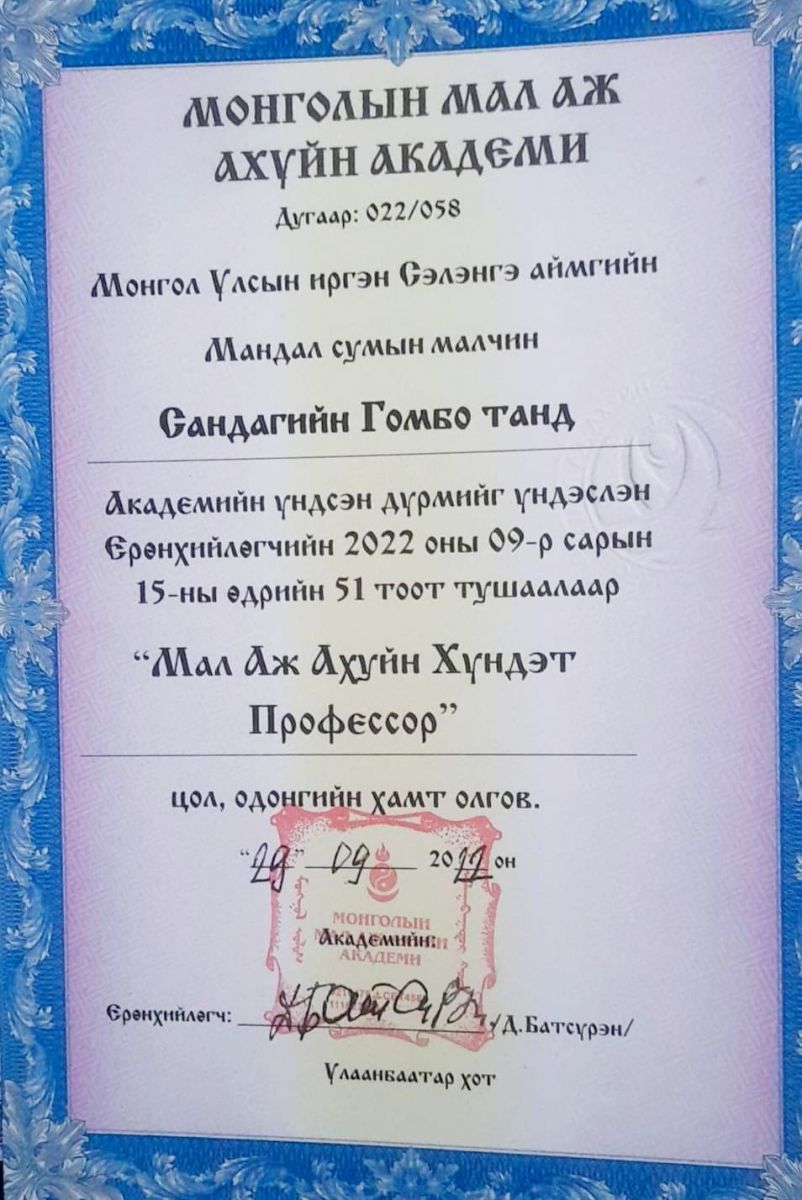 МОНГОЛЫН МАЛ АЖ
АХҮЙН АКАДЕМИ
Дугаар: 022/058
Монгол Улсын иргэн Сэлэнгэ аймгийн
Мандал сумын малчин
Сандагийн Гомбо танд
Академийн үндсэн дүрмийг үндэслэн
Ерөнхийлөгчийн 2022 оны 09-р сарын
15-ны өдрийн 51 тоот тушаалаар
“Мал Аж Ахуйн Хүндэт
Профессор”
цол, одонгийн хамт олгов.
“29” 09 2022 он
МОНГОЛЫН
Академийн:
АКАДЕМИ
Ерөнхийлөгч: /Д.Батсүрэн/
Улаанбаатар хот